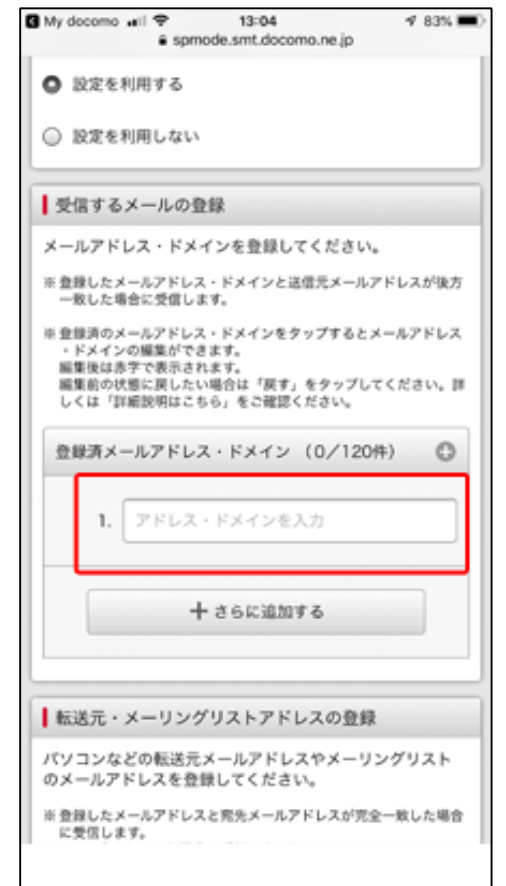 My docomo 13:04 83%
spmode.smt.docomo.ne.jp
設定を利用する
設定を利用しない
受信するメールの登録
メールアドレス・ドメインを登録してください。
※登録したメールアドレス・ドメインと送信元メールアドレスが後方
一致した場合に受信します。
※登録済のメールアドレス・ドメインをタップするとメールアドレス
・ドメインの編集ができます。
編集後は赤字で表示されます。
編集前の状態に戻したい場合は「戻す」をタップしてください。詳
しくは「詳細説明はこちら」をご確認ください。
登録済メールアドレス・ドメイン （0／120件）
1. アドレス・ドメインを入力
＋さらに追加する
転送元・メーリングリストアドレスの登録
パソコンなどの転送元メールアドレスやメーリングリスト
のメールアドレスを登録してください。
※登録したメールアドレスと宛先メールアドレスが完全一致した場合
に受信します。